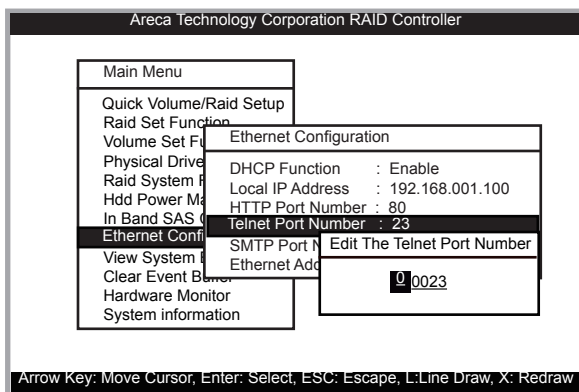 Areca Technology Corporation RAID Controller
Main Menu
Quick Volume/Raid Setup
Raid Set Function
Volume Set Fu
Physical Drive
Raid System F
Hdd Power Ma
In Band SAS
Ethernet Confi
View System
Clear Event Buffer
Hardware Monitor
System information
Ethernet Configuration
DHCP Function : Enable
Local IP Address : 192.168.001.100
HTTP Port Number : 80
Telnet Port Number : 23
SMTP Port N
Ethernet Add
Edit The Telnet Port Number
0 0023
Arrow Key: Move Cursor, Enter: Select, ESC: Escape, L:Line Draw, X: Redraw